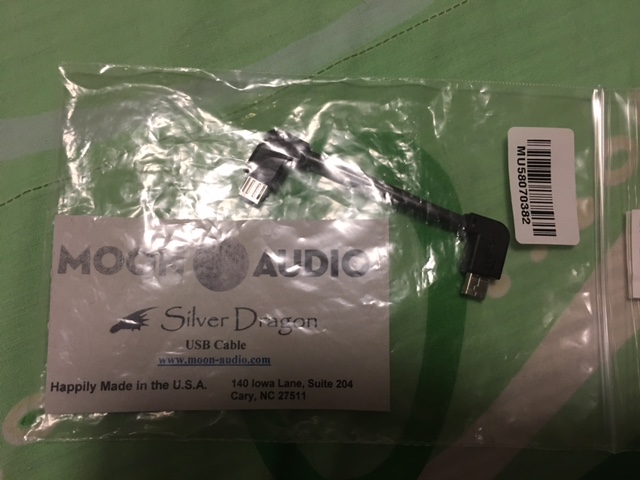 MOON AUDIO
Silver Dragon
USB Cable
www.moon-audio.com
Happily Made in the U.S.A.
140 Iowa Lane, Suite 204
Cary, NC 27511
MU58070382